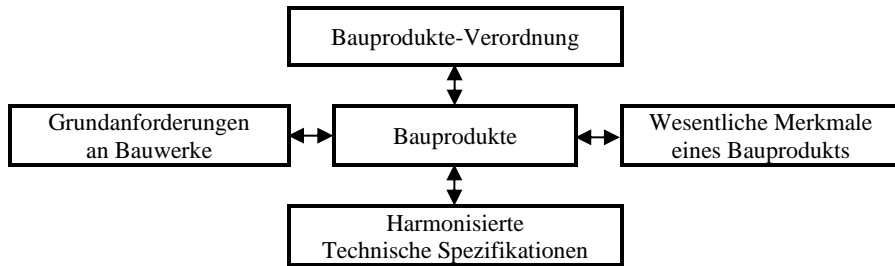 Bauprodukte-Verordnung
Grundanforderungen
an Bauwerke
Bauprodukte
Wesentliche Merkmale
eines Bauprodukts
Harmonisierte
Technische Spezifikationen